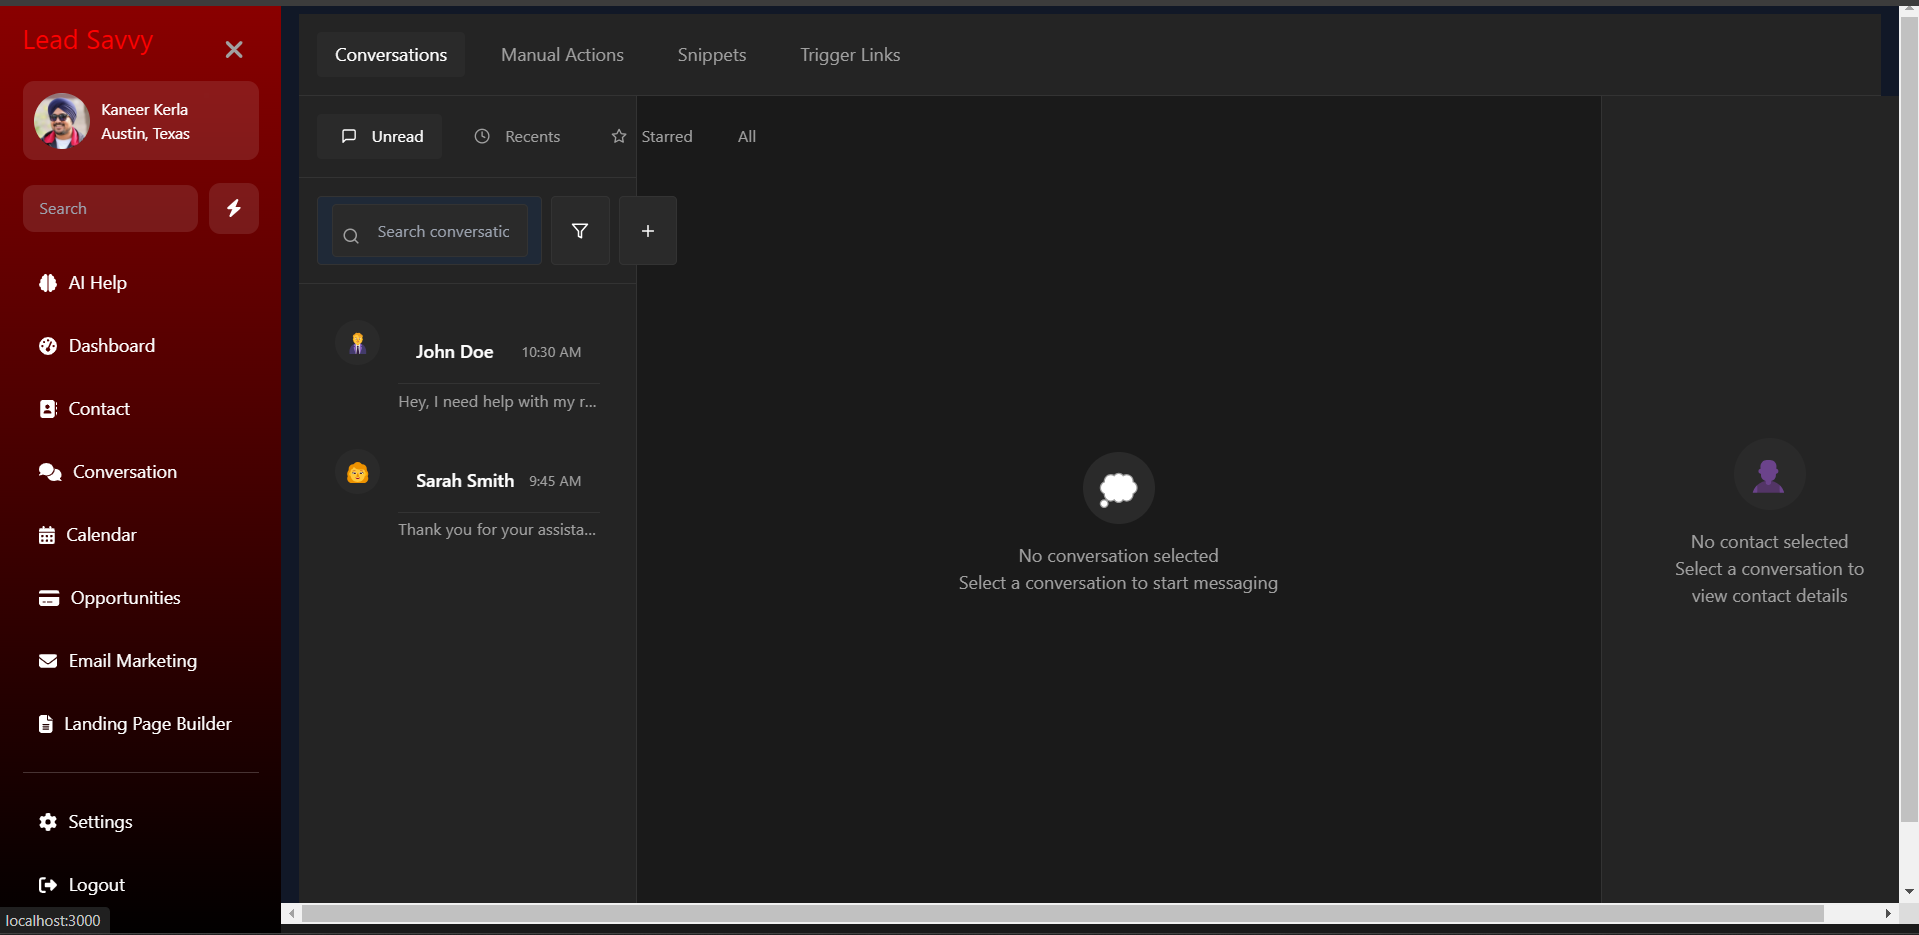 Lead Savvy
Kaneer Kerla
Austin, Texas
Search
AI Help
Dashboard
Contact
Conversation
Calendar
Opportunities
Email Marketing
Landing Page Builder
Settings
Logout
localhost:3000
Conversations Manual Actions Snippets Trigger Links
Unread Recents Starred All
Search conversatic
John Doe 10:30 AM
Hey, I need help with my r...
Sarah Smith 9:45 AM
Thank you for your assista...
No conversation selected
Select a conversation to start messaging
No contact selected
Select a conversation to
view contact details